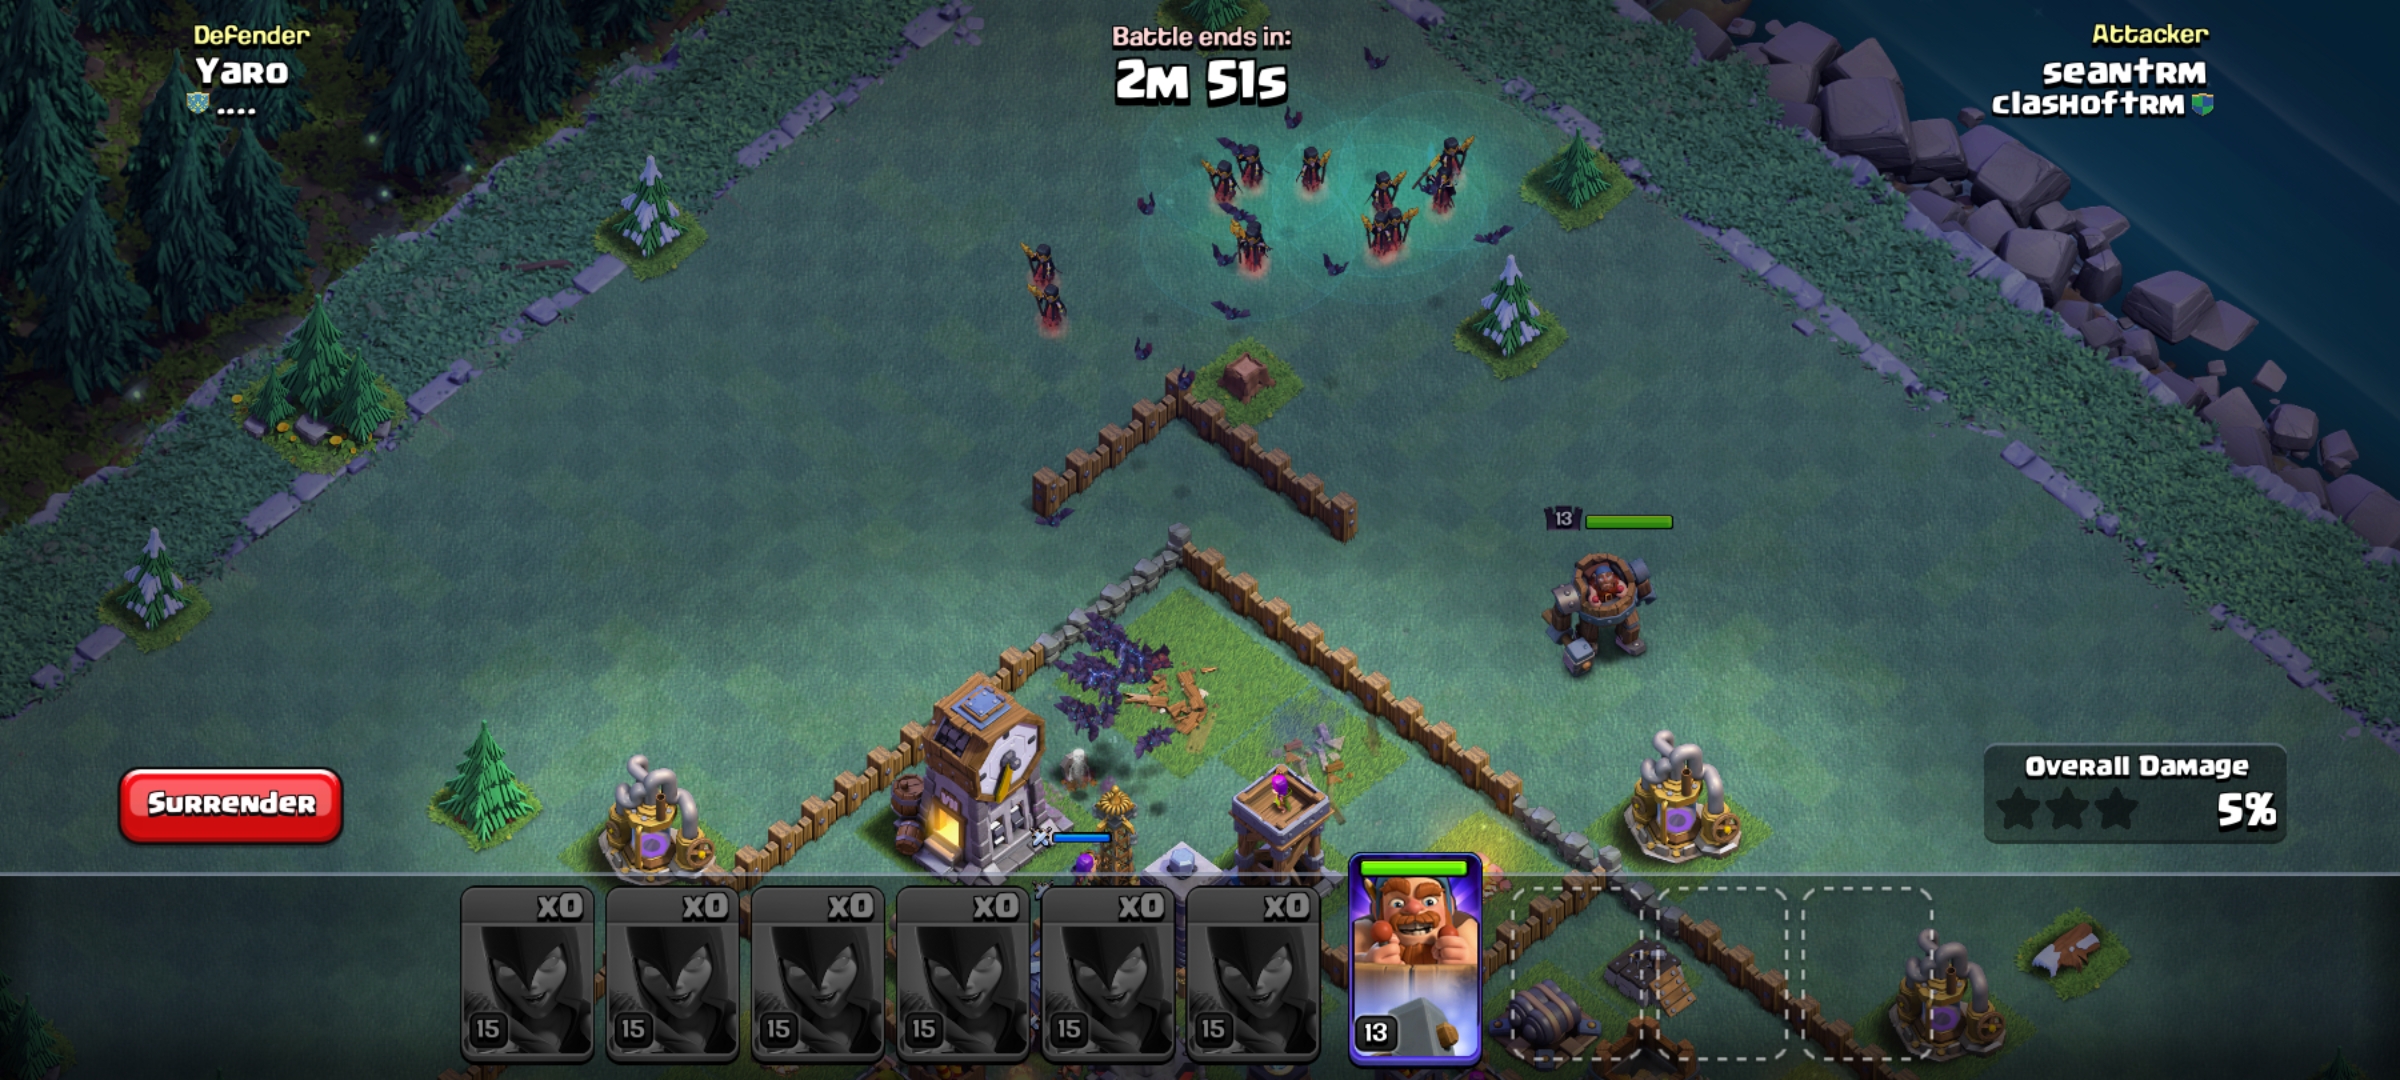 Defender
Yaro
....
Battle ends in:
2M 51s
Attacker
seantrm
clashoftrm
13
Surrender
Overall Damage
5%
x0
x0
x0
x0
x0
x0
15
15
15
15
15
15
13